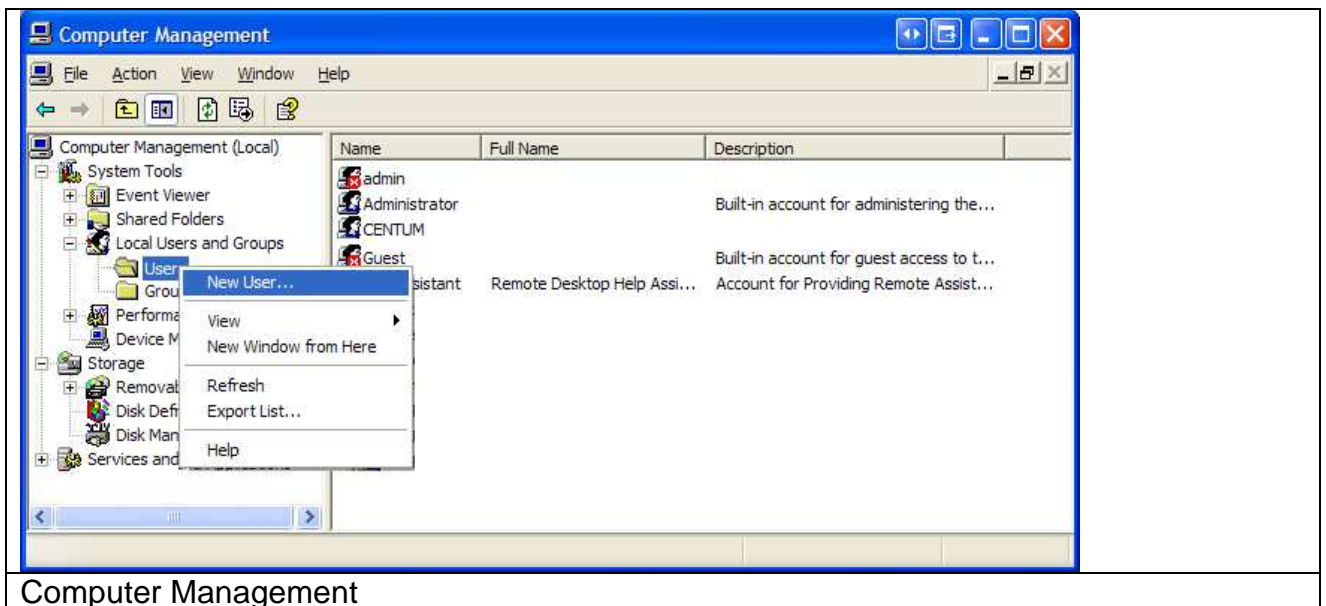 Computer Management
File Action View Window Help
Computer Management (Local)
System Tools
Event Viewer
Shared Folders
Local Users and Groups
User
Grou
Performa
Device M
Storage
Removab
Disk Defr
Disk Man
Services and
New User...
View
New Window from Here
Refresh
Export List...
Help
Name Full Name Description
admin
Administrator Built-in account for administering the...
CENTUM
Guest Built-in account for guest access to t...
sistant Remote Desktop Help Assi... Account for Providing Remote Assist...
Computer Management